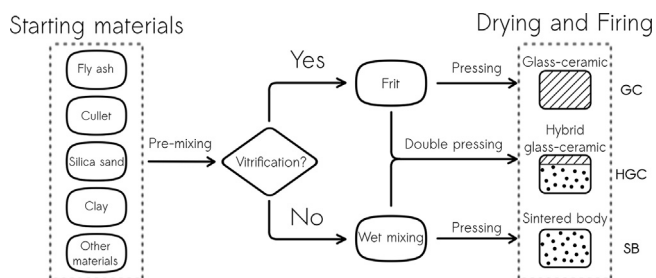 Starting materials
Fly ash
Cullet
Silica sand
Clay
Other
materials
Pre-mixing
Vitrification?
Yes
No
Frit
Wet mixing
Pressing
Double pressing
Pressing
Drying and Firing
Glass-ceramic
GC
Hybrid
glass-ceramic
HGC
Sintered body
SB